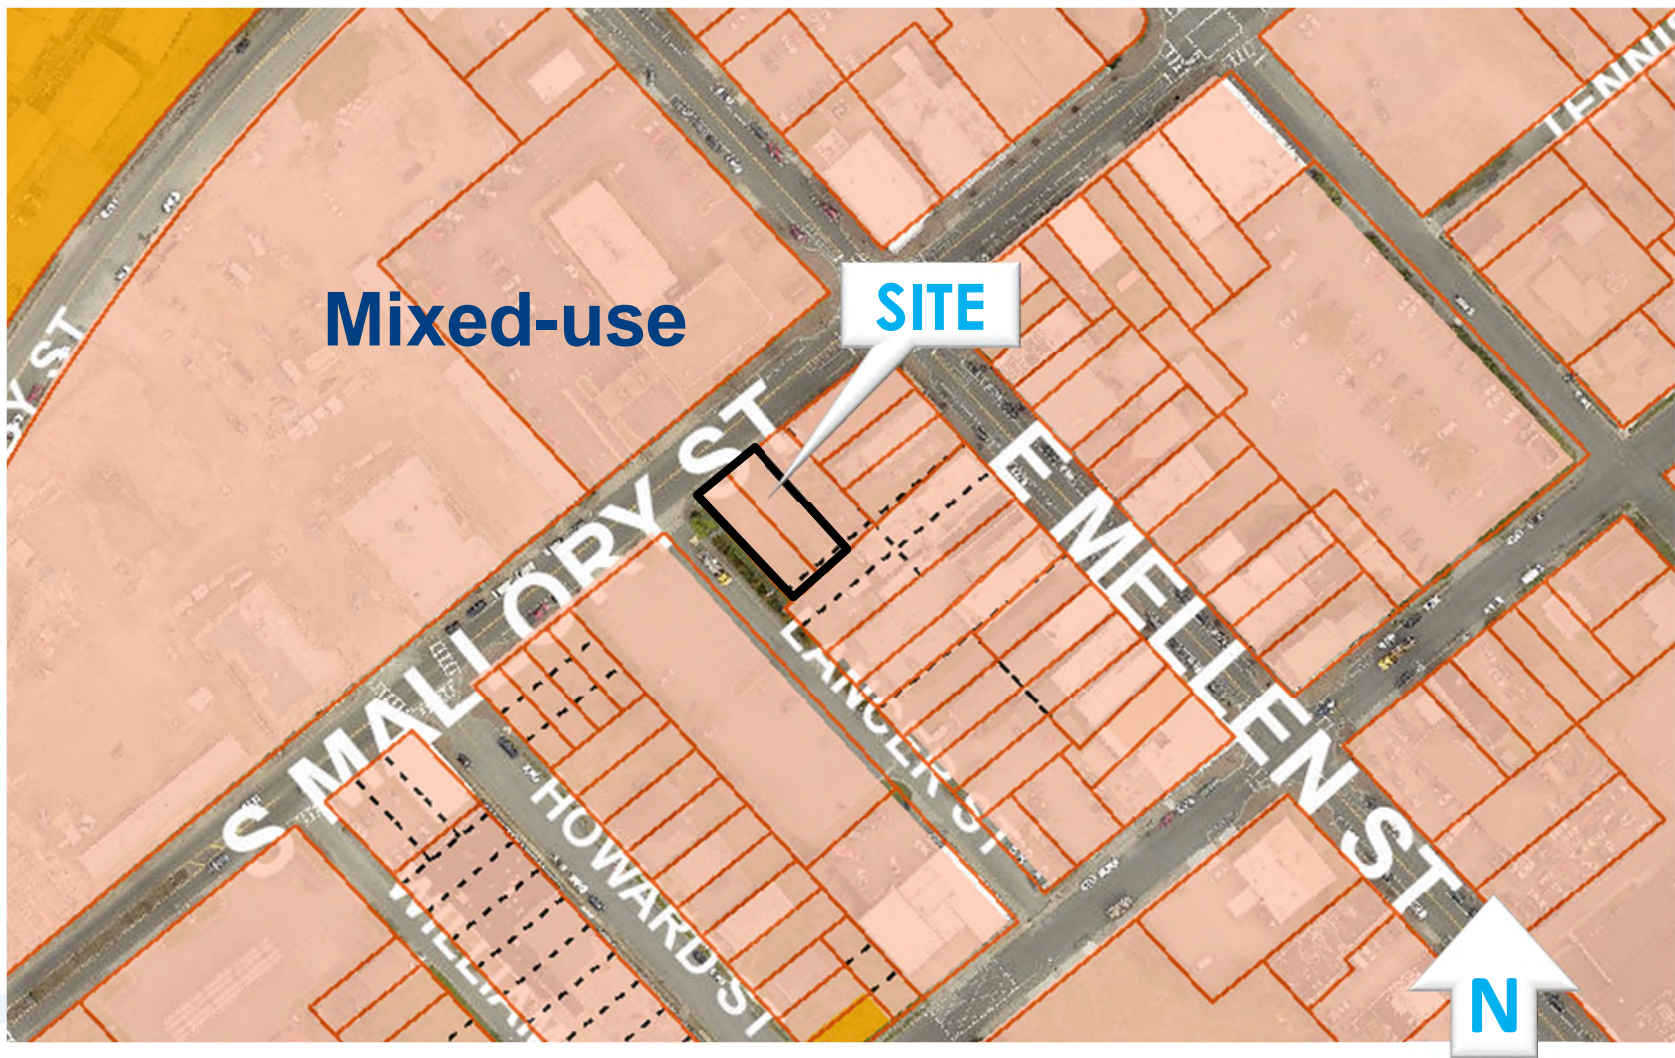 Mixed-use
SITE
S MALLORY ST
E MELLEN ST
LANCER ST
HOWARD ST
N